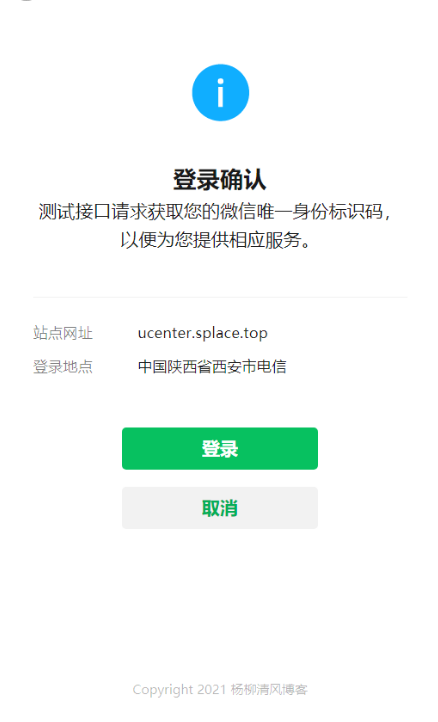 登录确认
测试接口请求获取您的微信唯一身份标识码，
以便为您提供相应服务。
站点网址 ucenter.splace.top
登录地点 中国陕西省西安市电信
登录
取消
Copyright 2021 杨柳清风博客